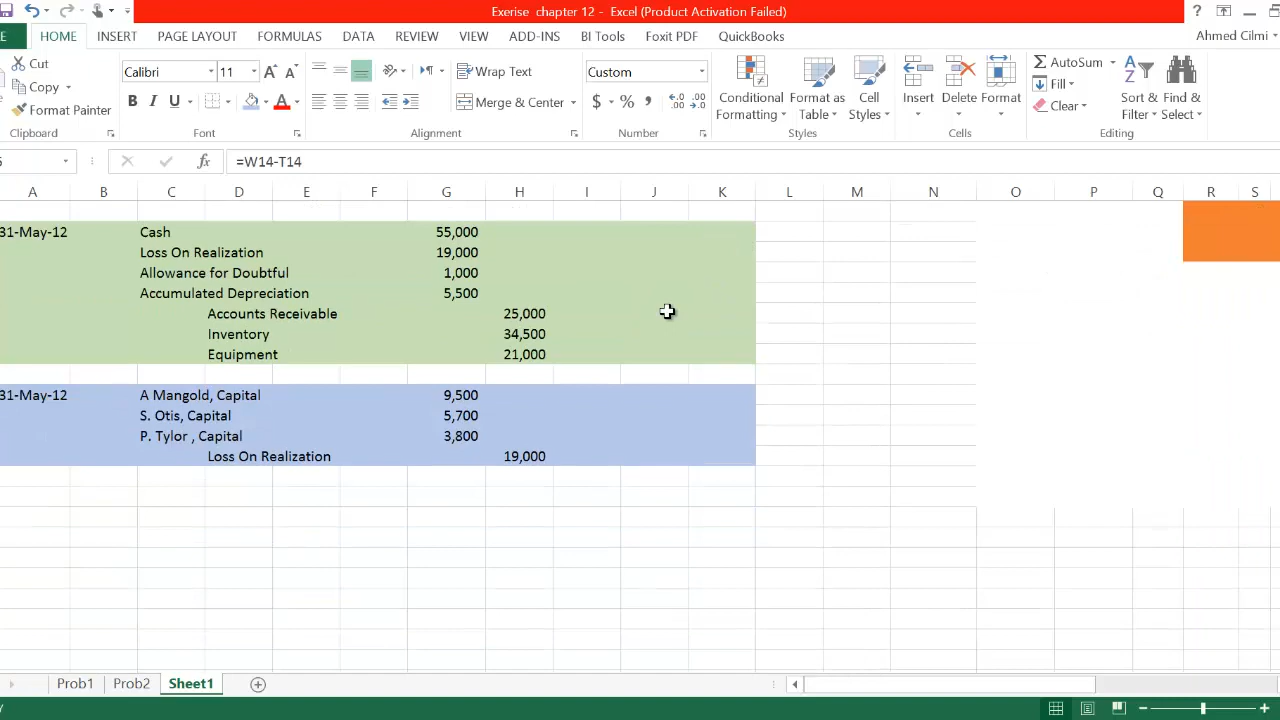 Exerise chapter 12 - Excel (Product Activation Failed)
?
E HOME INSERT PAGE LAYOUT FORMULAS DATA REVIEW VIEW ADD-INS BI Tools Foxit PDF QuickBooks Ahmed Cilmi
Cut
Copy
Format Painter
Clipboard
Calibri 11 A A
B I U A
Font
Wrap Text
Merge & Center
Alignment
Custom
$ % ,
Number
Conditional Formatting
Format as Table
Cell Styles
Styles
Insert Delete Format
Cells
AutoSum
Fill
Clear
Sort & Filter
Find & Select
Editing
fx =W14-T14
A B C D E F G H I J K L M N O P Q R S
31-May-12 Cash 55,000
Loss On Realization 19,000
Allowance for Doubtful 1,000
Accumulated Depreciation 5,500
Accounts Receivable 25,000
Inventory 34,500
Equipment 21,000
31-May-12 A Mangold, Capital 9,500
S. Otis, Capital 5,700
P. Tylor , Capital 3,800
Loss On Realization 19,000
Prob1 Prob2 Sheet1